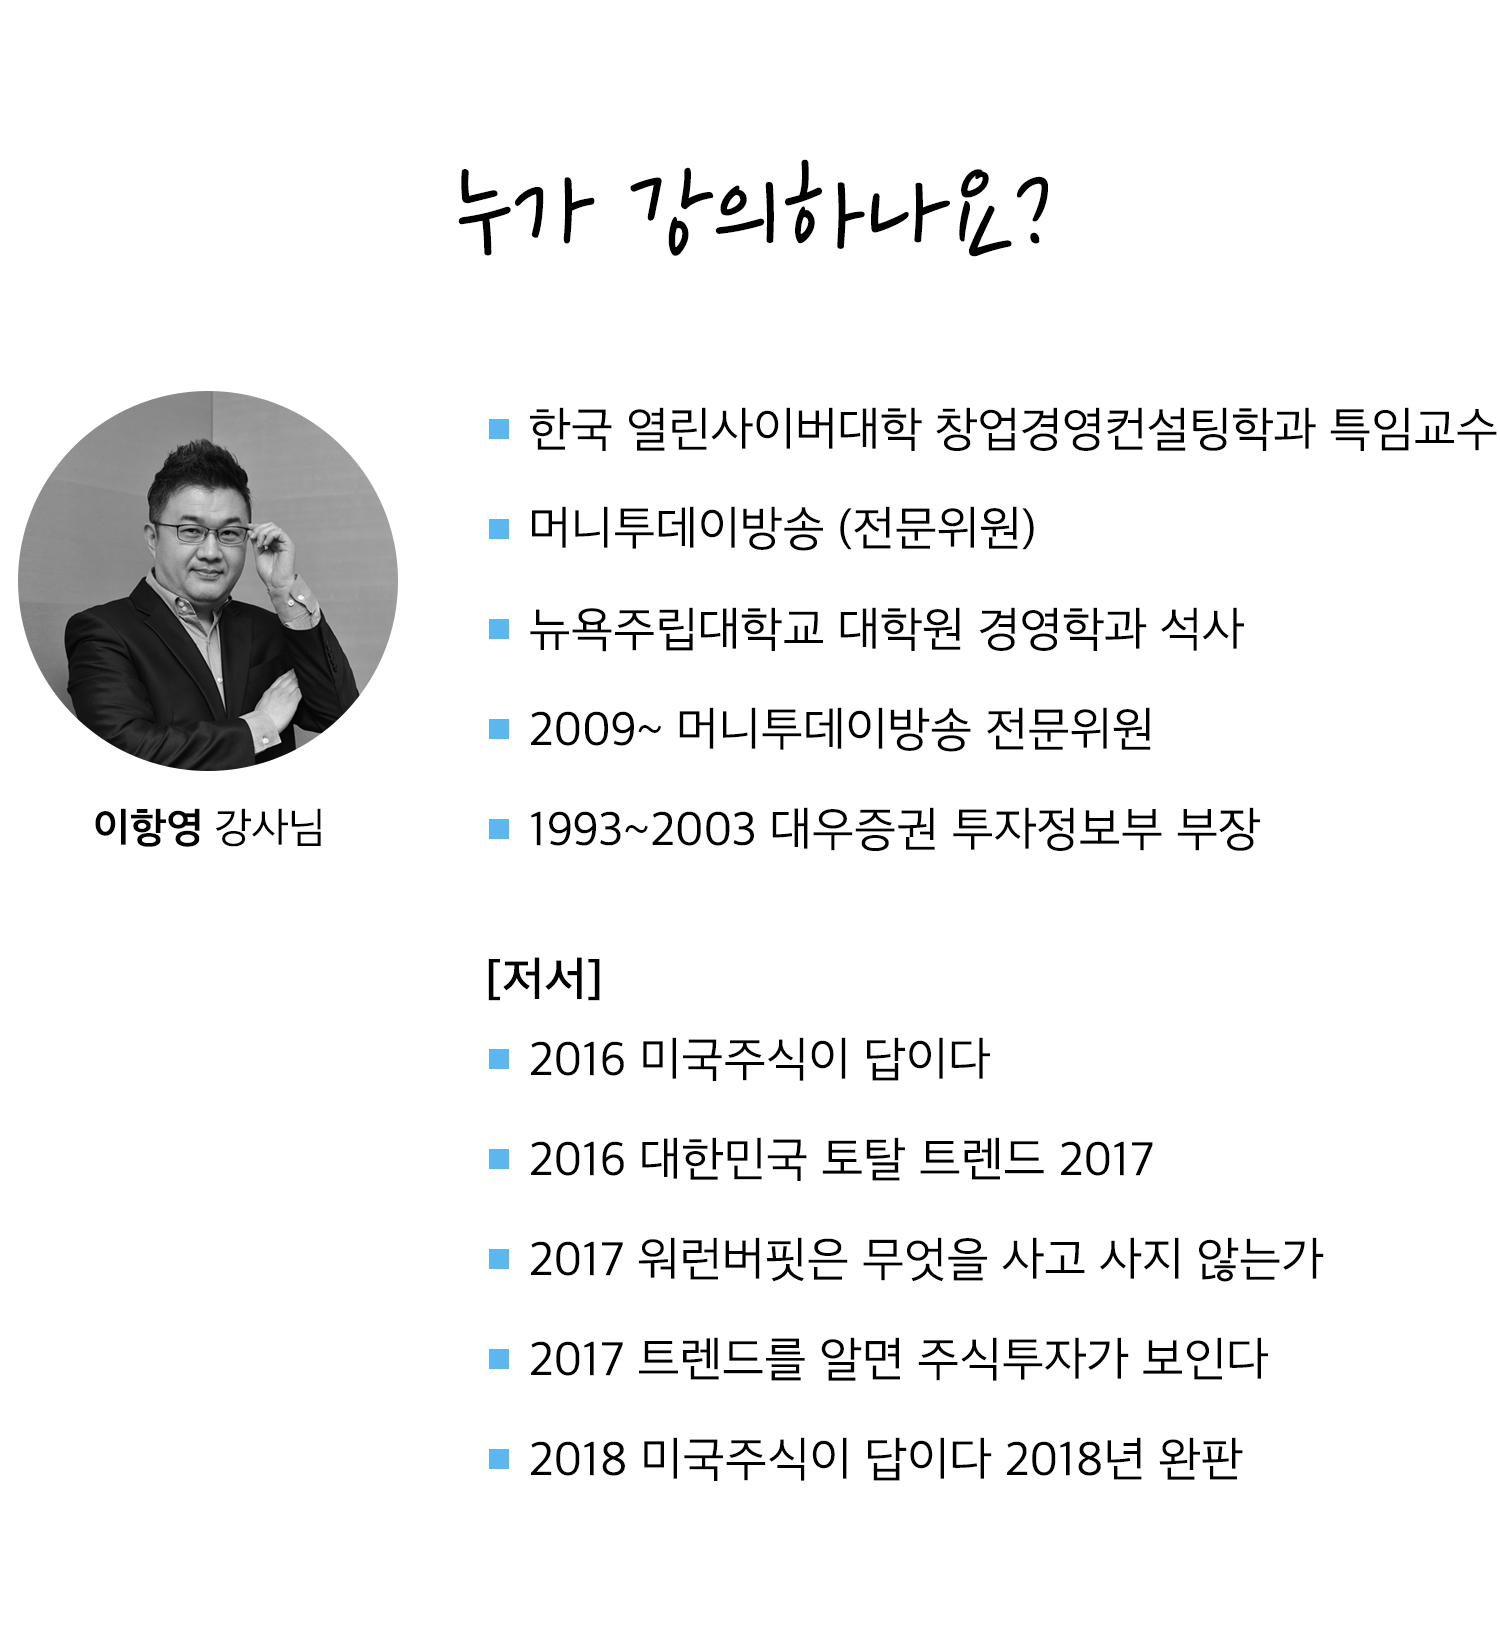 누가 강의하나요?
한국 열린사이버대학 창업경영컨설팅학과 특임교수
머니투데이방송 (전문위원)
뉴욕주립대학교 대학원 경영학과 석사
2009~ 머니투데이방송 전문위원
1993~2003 대우증권 투자정보부 부장
이항영 강사님
[저서]
2016 미국주식이 답이다
2016 대한민국 토탈 트렌드 2017
2017 워런버핏은 무엇을 사고 사지 않는가
2017 트렌드를 알면 주식투자가 보인다
2018 미국주식이 답이다 2018년 완판